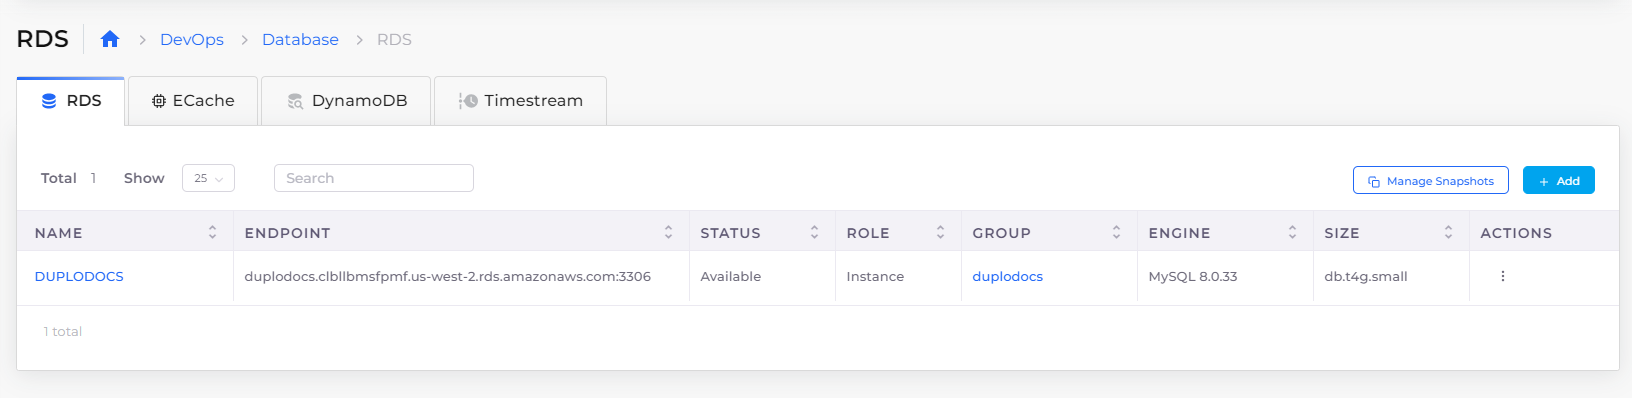 RDS DevOps Database RDS
RDS ECache DynamoDB Timestream
Total 1 Show 25 Search Manage Snapshots + Add
NAME ENDPOINT STATUS ROLE GROUP ENGINE SIZE ACTIONS
DUPLODOCS duplodocs.clbllbmsfpmf.us-west-2.rds.amazonaws.com:3306 Available Instance duplodocs MySQL 8.0.33 db.t4g.small
1 total